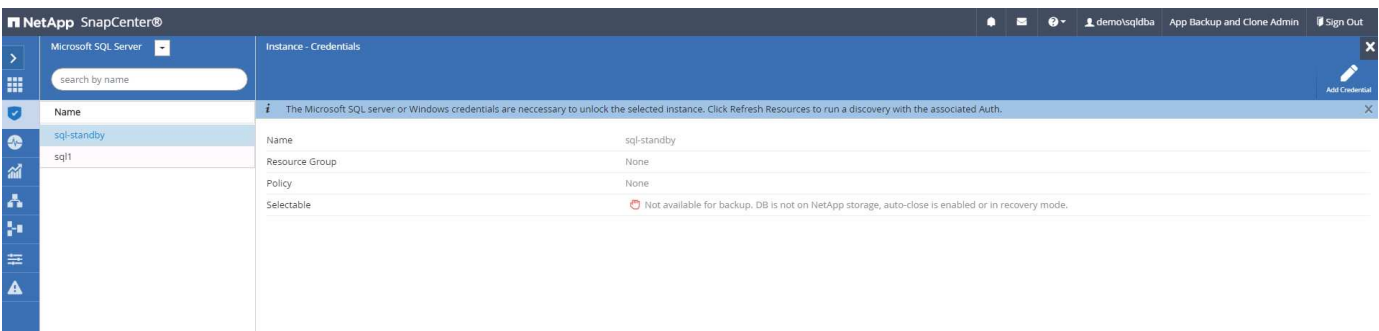 NetApp SnapCenter®
demo\sqldba App Backup and Clone Admin Sign Out
Microsoft SQL Server
search by name
Name
sql-standby
sql1
Instance - Credentials
Add Credential
i The Microsoft SQL server or Windows credentials are neccessary to unlock the selected instance. Click Refresh Resources to run a discovery with the associated Auth.
Name sql-standby
Resource Group None
Policy None
Selectable Not available for backup. DB is not on NetApp storage, auto-close is enabled or in recovery mode.